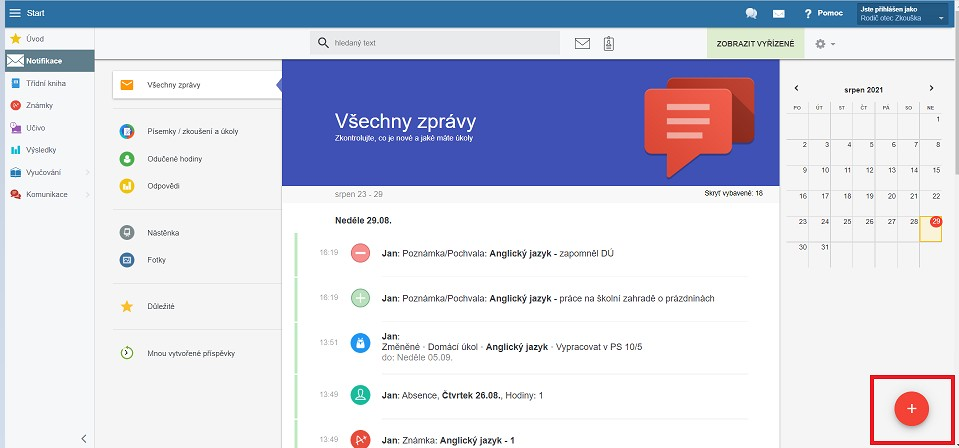 Start
? Pomoc
Jste přihlášen jako
Rodič otec Zkouška
Úvod
Notifikace
Třídní kniha
Známky
Učivo
Výsledky
Vyučování
Komunikace
hledaný text
ZOBRAZIT VYŘÍZENÉ
Všechny zprávy
Písemky / zkoušení a úkoly
Odučené hodiny
Odpovědi
Nástěnka
Fotky
Důležité
Mnou vytvořené příspěvky
Všechny zprávy
Zkontrolujte, co je nové a jaké máte úkoly
srpen 23 - 29
Skrýť vybavené: 18
Neděle 29.08.
16:19 Jan: Poznámka/Pochvala: Anglický jazyk - zapomněl DÚ
16:19 Jan: Poznámka/Pochvala: Anglický jazyk - práce na školní zahradě o prázdninách
13:51 Jan:
Změněné · Domácí úkol · Anglický jazyk · Vypracovat v PS 10/5
do: Neděle 05.09.
13:49 Jan: Absence, Čtvrtek 26.08., Hodiny: 1
13:49 Jan: Známka: Anglický jazyk - 1
A+
srpen 2021
PO ÚT ST ČT PÁ SO NE
1
2 3 4 5 6 7 8
9 10 11 12 13 14 15
16 17 18 19 20 21 22
23 24 25 26 27 28 29
30 31
+